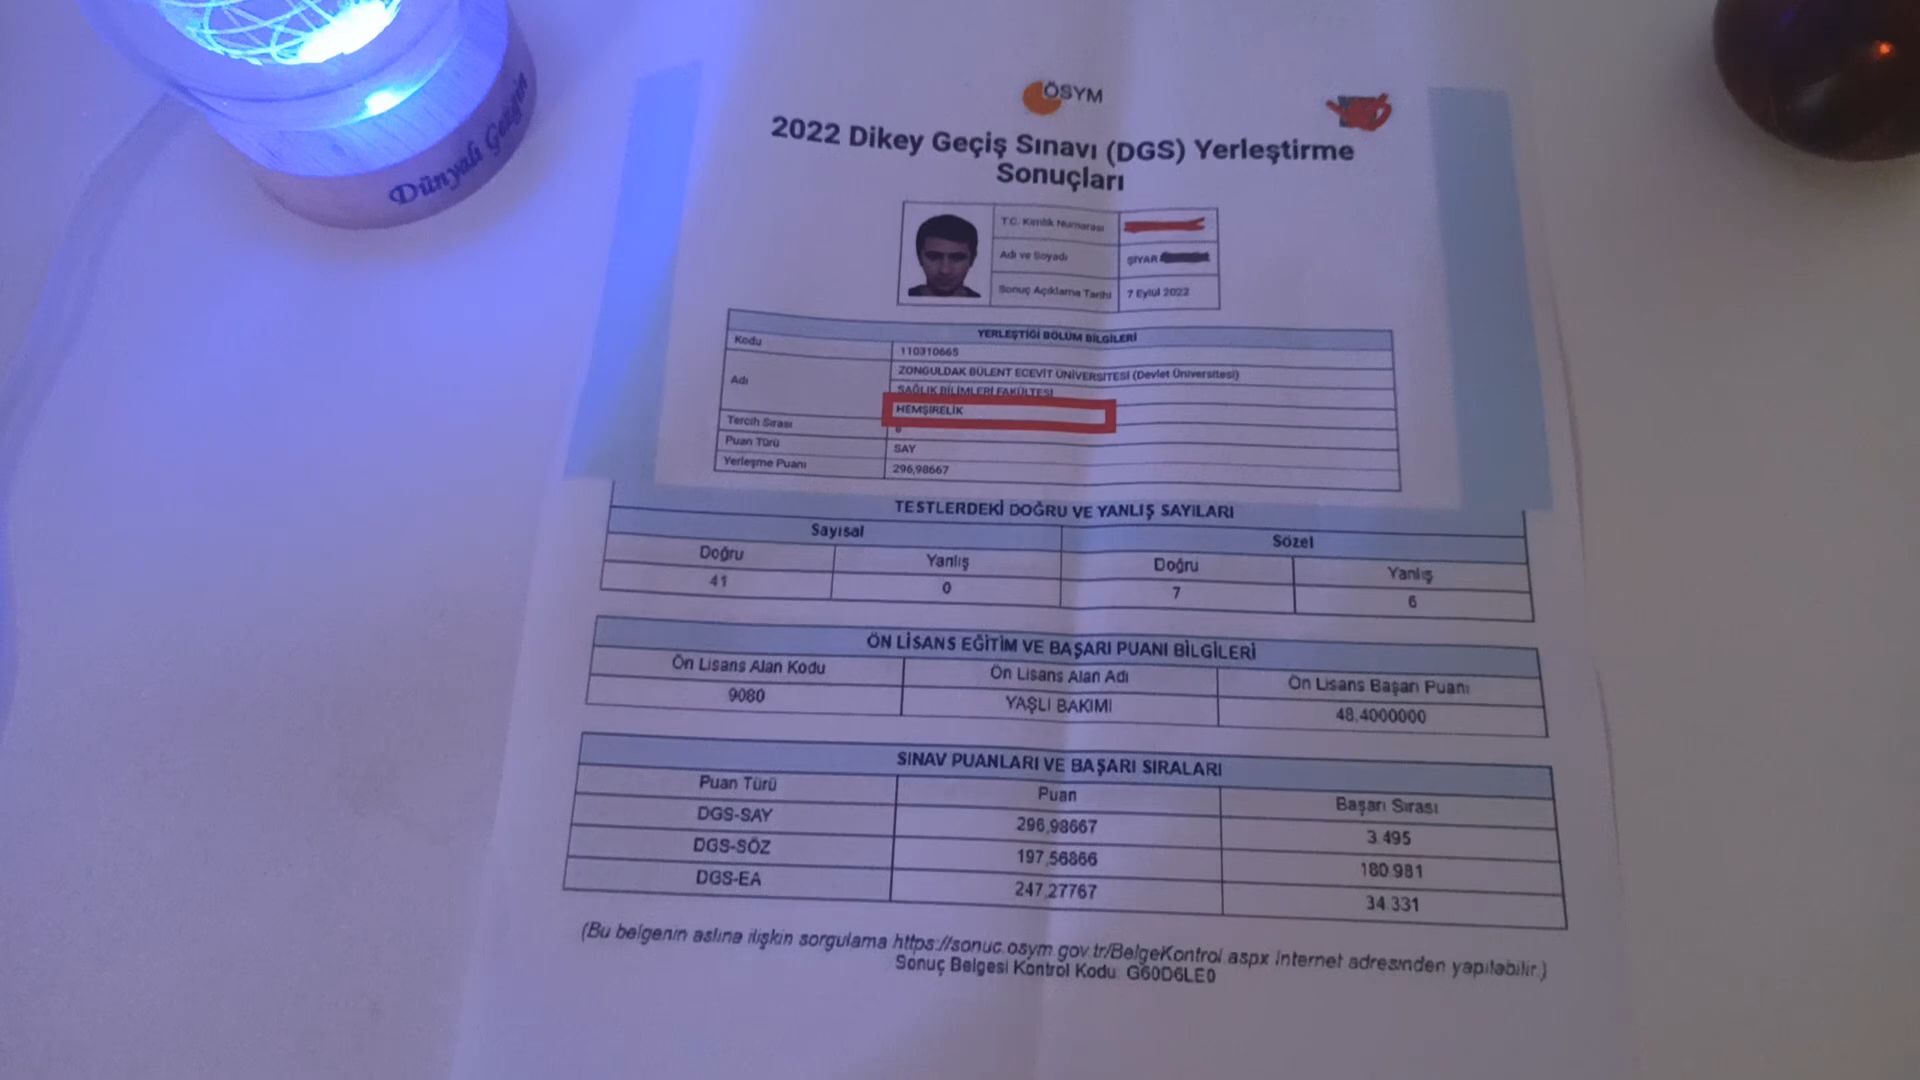 Dünyalı Gezgin
ÖSYM
2022 Dikey Geçiş Sınavı (DGS) Yerleştirme
Sonuçları
T.C. Kimlik Numarası
Adı ve Soyadı ŞİYAR
Sonuç Açıklama Tarihi 7 Eylül 2022
YERLEŞTİĞİ BÖLÜM BİLGİLERİ
Kodu 110310665
Adı ZONGULDAK BÜLENT ECEVİT ÜNİVERSİTESİ (Devlet Üniversitesi)
SAĞLIK BİLİMLERİ FAKÜLTESİ
HEMŞİRELİK
Tercih Sırası
Puan Türü SAY
Yerleşme Puanı 296,98667
TESTLERDEKİ DOĞRU VE YANLIŞ SAYILARI
Sayısal Sözel
Doğru Yanlış Doğru Yanlış
41 0 7 6
ÖN LİSANS EĞİTİM VE BAŞARI PUANI BİLGİLERİ
Ön Lisans Alan Kodu Ön Lisans Alan Adı Ön Lisans Başarı Puanı
9080 YAŞLI BAKIMI 48,4000000
SINAV PUANLARI VE BAŞARI SIRALARI
Puan Türü Puan Başarı Sırası
DGS-SAY 296,98667 3.495
DGS-SÖZ 197,56866 180.981
DGS-EA 247,27767 34.331
(Bu belgenin aslına ilişkin sorgulama https://sonuc.osym.gov.tr/BelgeKontrol.aspx internet adresinden yapılabilir.)
Sonuç Belgesi Kontrol Kodu: G60D6LE0